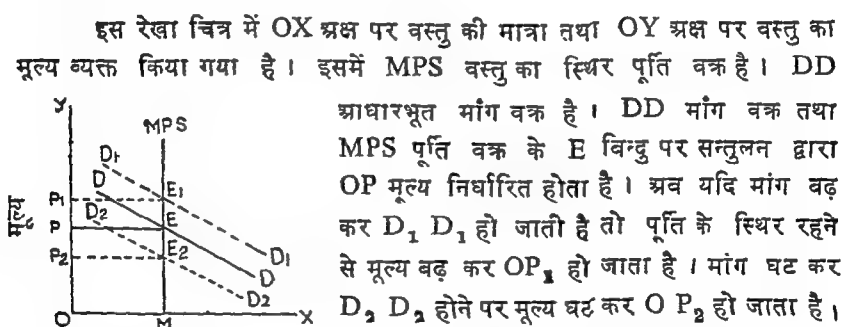 इस रेखा चित्र में OX अक्ष पर वस्तु की मात्रा तथा OY अक्ष पर वस्तु का
मूल्य व्यक्त किया गया है। इसमें MPS वस्तु का स्थिर पूर्ति वक्र है। DD
आधारभूत मांग वक्र है। DD मांग वक्र तथा
MPS पूर्ति वक्र के E बिन्दु पर सन्तुलन द्वारा
OP मूल्य निर्धारित होता है। अब यदि मांग बढ़
कर D₁ D₁ हो जाती है तो पूर्ति के स्थिर रहने
से मूल्य बढ़ कर OP₁ हो जाता है। मांग घट कर
D₂ D₂ होने पर मूल्य घट कर O P₂ हो जाता है।
Y
MPS
D₁
D
P₁
E₁
D₂
मूल्य
P
E
P₂
E₂
D₁
D
D₂
O
M
X